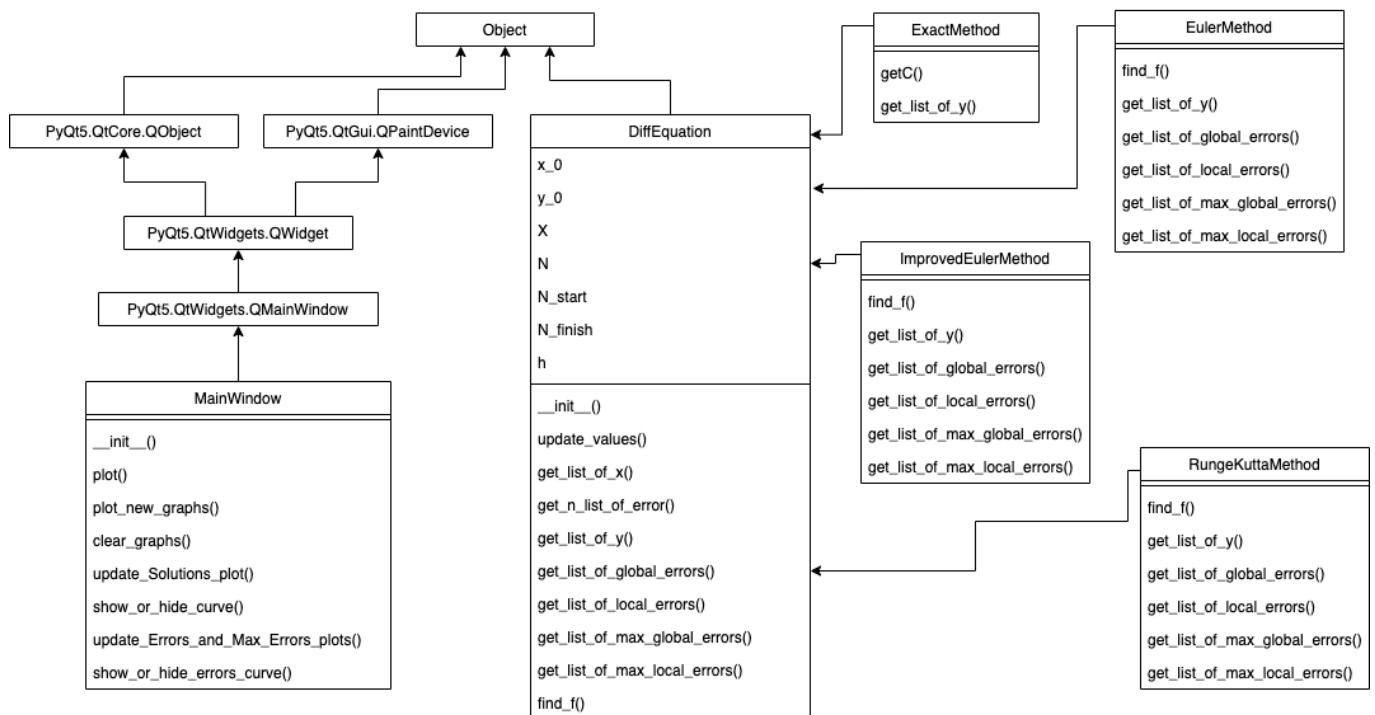 Object
PyQt5.QtCore.QObject
PyQt5.QtGui.QPaintDevice
PyQt5.QtWidgets.QWidget
PyQt5.QtWidgets.QMainWindow
MainWindow
__init__()
plot()
plot_new_graphs()
clear_graphs()
update_Solutions_plot()
show_or_hide_curve()
update_Errors_and_Max_Errors_plots()
show_or_hide_errors_curve()
DiffEquation
x_0
y_0
X
N
N_start
N_finish
h
__init__()
update_values()
get_list_of_x()
get_n_list_of_error()
get_list_of_y()
get_list_of_global_errors()
get_list_of_local_errors()
get_list_of_max_global_errors()
get_list_of_max_local_errors()
find_f()
ExactMethod
getC()
get_list_of_y()
EulerMethod
find_f()
get_list_of_y()
get_list_of_global_errors()
get_list_of_local_errors()
get_list_of_max_global_errors()
get_list_of_max_local_errors()
ImprovedEulerMethod
find_f()
get_list_of_y()
get_list_of_global_errors()
get_list_of_local_errors()
get_list_of_max_global_errors()
get_list_of_max_local_errors()
RungeKuttaMethod
find_f()
get_list_of_y()
get_list_of_global_errors()
get_list_of_local_errors()
get_list_of_max_global_errors()
get_list_of_max_local_errors()